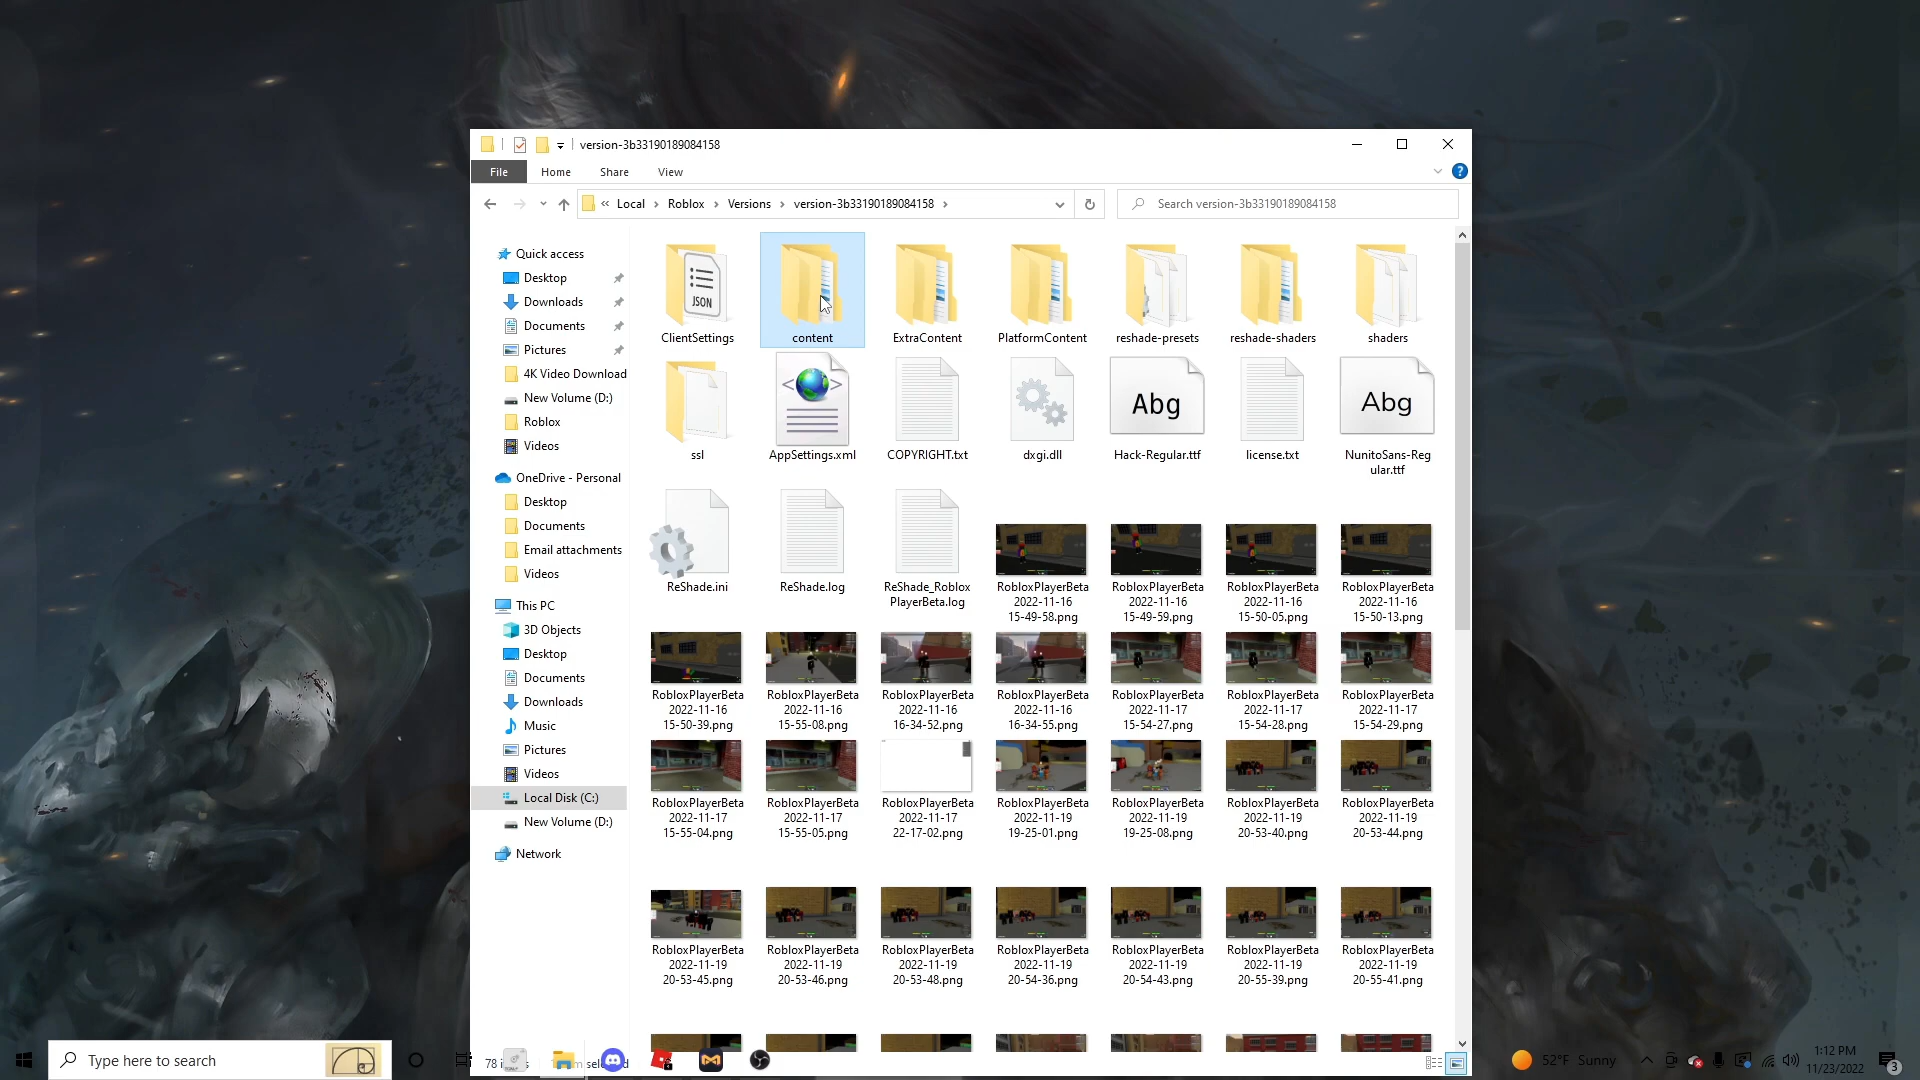 version-3b33190189084158
File
Home
Share
View
?
« Local > Roblox > Versions > version-3b33190189084158 >
Search version-3b33190189084158
Quick access
Desktop
Downloads
Documents
Pictures
4K Video Download
New Volume (D:)
Roblox
Videos
OneDrive - Personal
Desktop
Documents
Email attachments
Videos
This PC
3D Objects
Desktop
Documents
Downloads
Music
Pictures
Videos
Local Disk (C:)
New Volume (D:)
Network
JSON
ClientSettings
content
ExtraContent
PlatformContent
reshade-presets
reshade-shaders
shaders
Abg
Abg
ssl
AppSettings.xml
COPYRIGHT.txt
dxgi.dll
Hack-Regular.ttf
license.txt
NunitoSans-Reg
ular.ttf
ReShade.ini
ReShade.log
ReShade_Roblox
PlayerBeta.log
RobloxPlayerBeta
2022-11-16
15-49-58.png
RobloxPlayerBeta
2022-11-16
15-49-59.png
RobloxPlayerBeta
2022-11-16
15-50-05.png
RobloxPlayerBeta
2022-11-16
15-50-13.png
RobloxPlayerBeta
2022-11-16
15-50-39.png
RobloxPlayerBeta
2022-11-16
15-55-08.png
RobloxPlayerBeta
2022-11-16
16-34-52.png
RobloxPlayerBeta
2022-11-16
16-34-55.png
RobloxPlayerBeta
2022-11-17
15-54-27.png
RobloxPlayerBeta
2022-11-17
15-54-28.png
RobloxPlayerBeta
2022-11-17
15-54-29.png
RobloxPlayerBeta
2022-11-17
15-55-04.png
RobloxPlayerBeta
2022-11-17
15-55-05.png
RobloxPlayerBeta
2022-11-17
22-17-02.png
RobloxPlayerBeta
2022-11-19
19-25-01.png
RobloxPlayerBeta
2022-11-19
19-25-08.png
RobloxPlayerBeta
2022-11-19
20-53-40.png
RobloxPlayerBeta
2022-11-19
20-53-44.png
RobloxPlayerBeta
2022-11-19
20-53-45.png
RobloxPlayerBeta
2022-11-19
20-53-46.png
RobloxPlayerBeta
2022-11-19
20-53-48.png
RobloxPlayerBeta
2022-11-19
20-54-36.png
RobloxPlayerBeta
2022-11-19
20-54-43.png
RobloxPlayerBeta
2022-11-19
20-55-39.png
RobloxPlayerBeta
2022-11-19
20-55-41.png
78
Type here to search
52°F Sunny
1:12 PM
11/23/2022
3